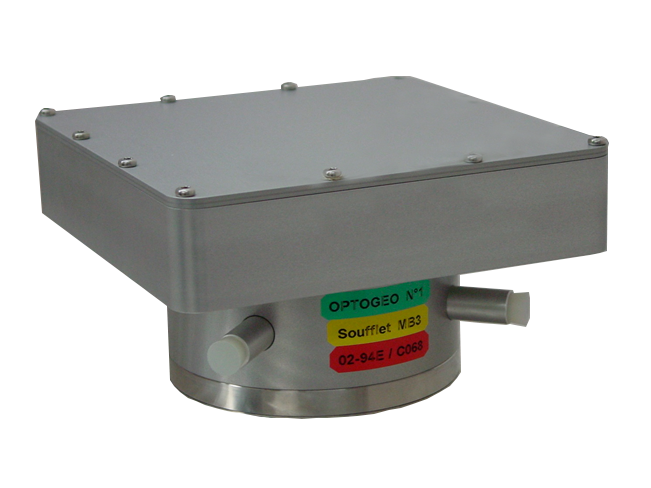 OPTOGEO N°1
Soufflet MB3
02-94E / C068